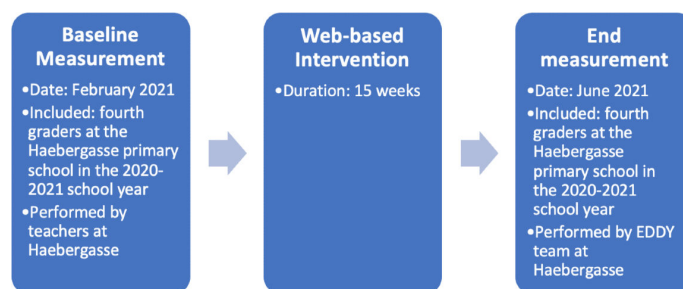 Baseline
Measurement
•Date: February 2021
•Included: fourth
graders at the
Haebergasse primary
school in the 2020-
2021 school year
•Performed by
teachers at
Haebergasse
Web-based
Intervention
•Duration: 15 weeks
End
measurement
•Date: June 2021
•Included: fourth
graders at the
Haebergasse
primary school in
the 2020-2021
school year
•Performed by EDDY
team at
Haebergasse